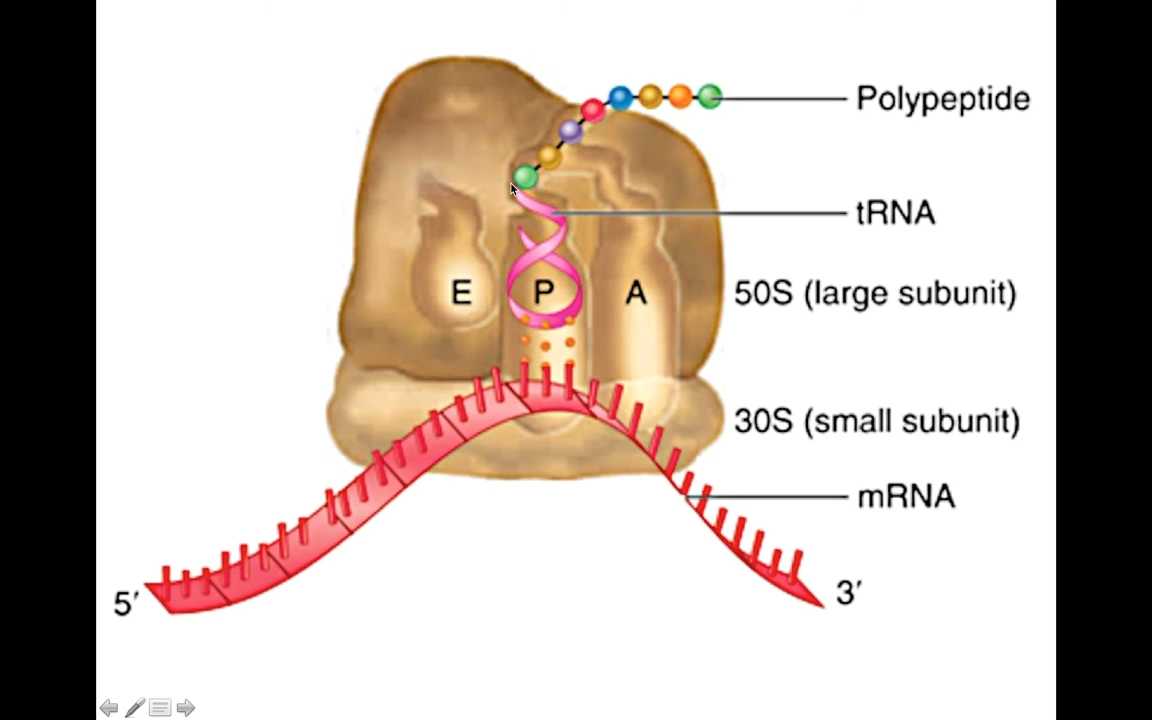 Polypeptide
tRNA
E P A
50S (large subunit)
30S (small subunit)
mRNA
5′
3′